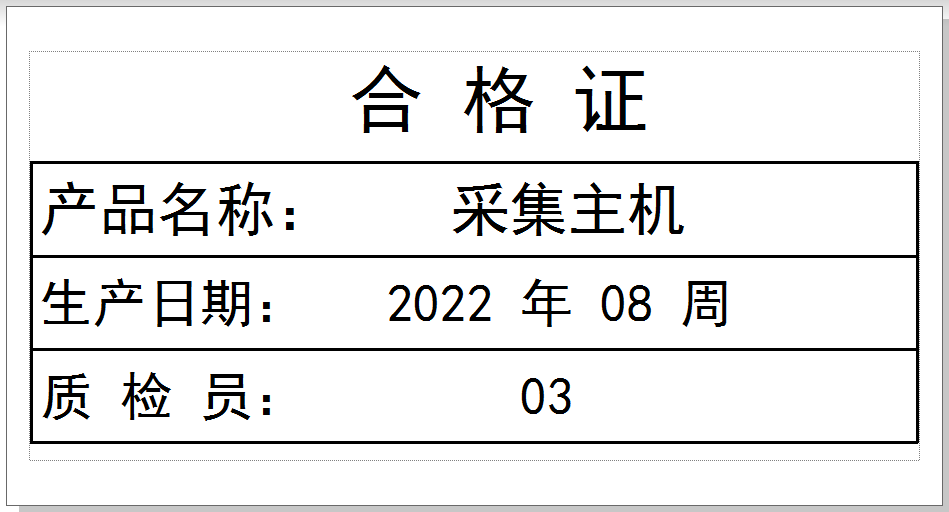 合 格 证
产品名称： 采集主机
生产日期： 2022 年 08 周
质 检 员： 03